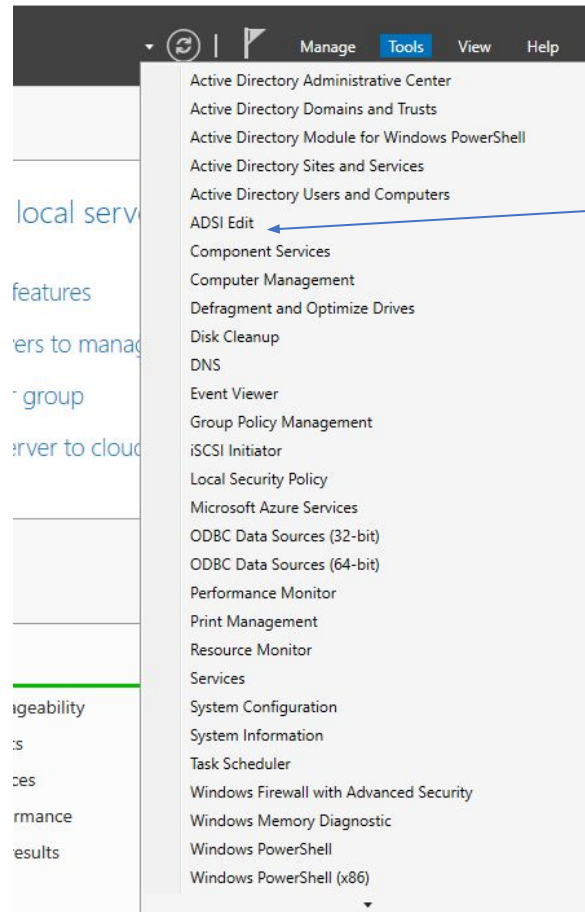 Manage Tools View Help
Active Directory Administrative Center
Active Directory Domains and Trusts
Active Directory Module for Windows PowerShell
Active Directory Sites and Services
Active Directory Users and Computers
ADSI Edit
Component Services
Computer Management
Defragment and Optimize Drives
Disk Cleanup
DNS
Event Viewer
Group Policy Management
iSCSI Initiator
Local Security Policy
Microsoft Azure Services
ODBC Data Sources (32-bit)
ODBC Data Sources (64-bit)
Performance Monitor
Print Management
Resource Monitor
Services
System Configuration
System Information
Task Scheduler
Windows Firewall with Advanced Security
Windows Memory Diagnostic
Windows PowerShell
Windows PowerShell (x86)
local serv
features
ers to manag
group
erver to cloud
ageability
ts
ces
rmance
results